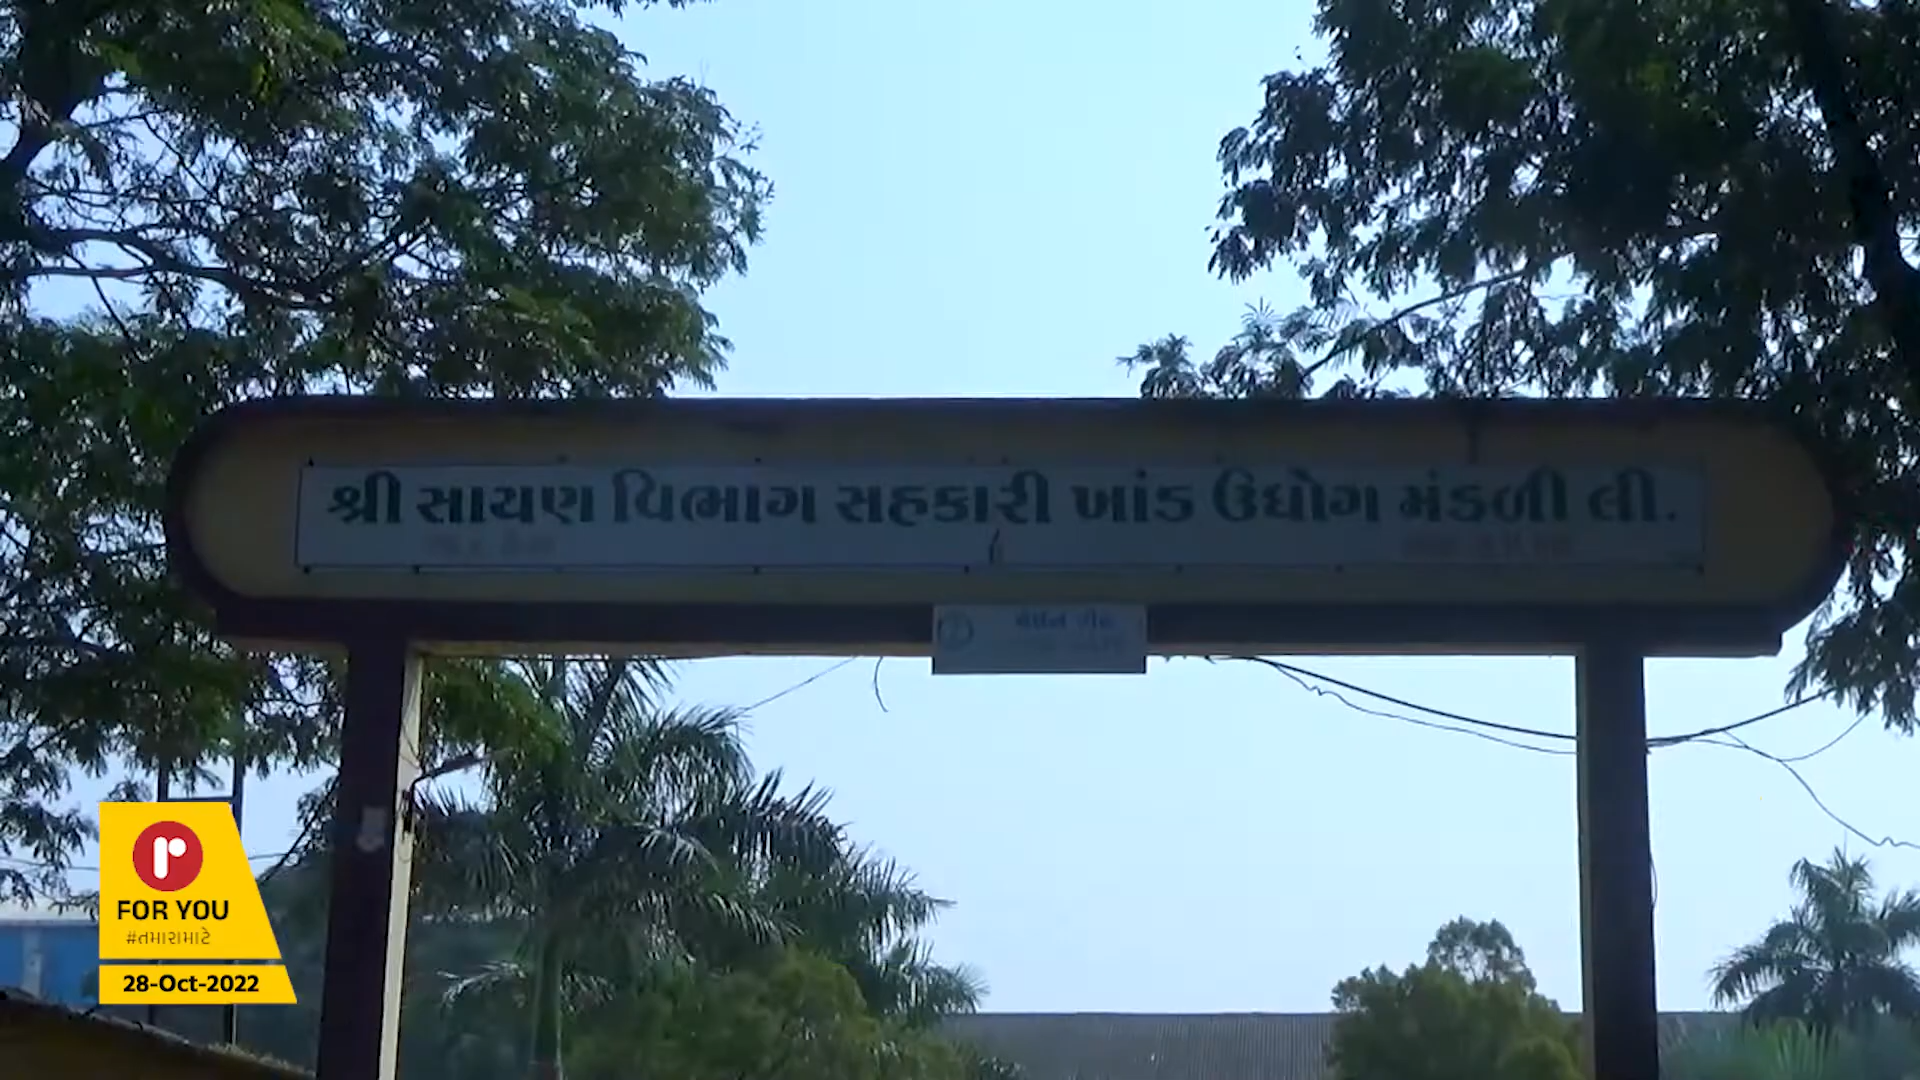 શ્રી સાયણ વિભાગ સહકારી ખાંડ ઉદ્યોગ મંડળી લી.
r
FOR YOU
#તમારામાટે
28-Oct-2022